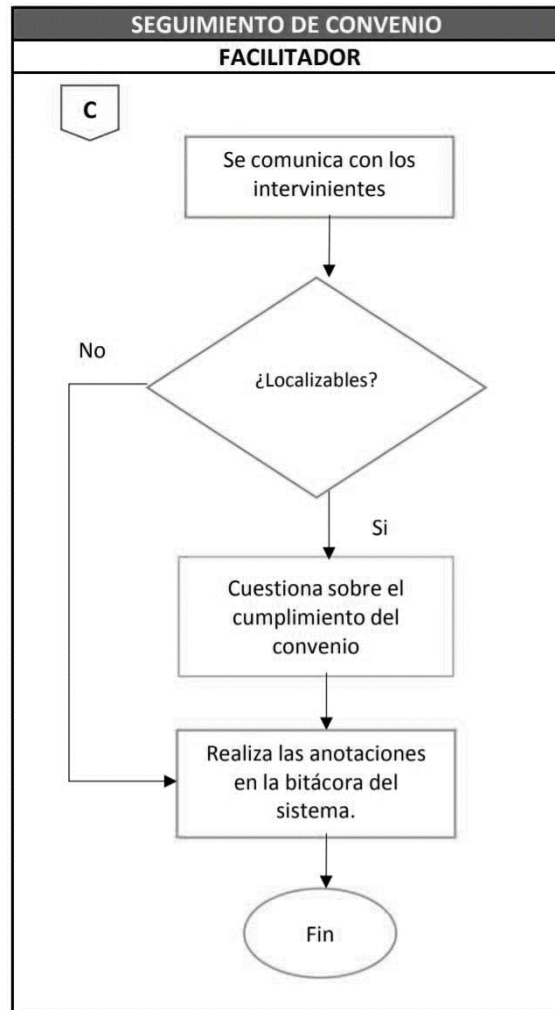 SEGUIMIENTO DE CONVENIO
FACILITADOR
C
Se comunica con los
intervinientes
¿Localizables?
No
Si
Cuestiona sobre el
cumplimiento del
convenio
Realiza las anotaciones
en la bitácora del
sistema.
Fin